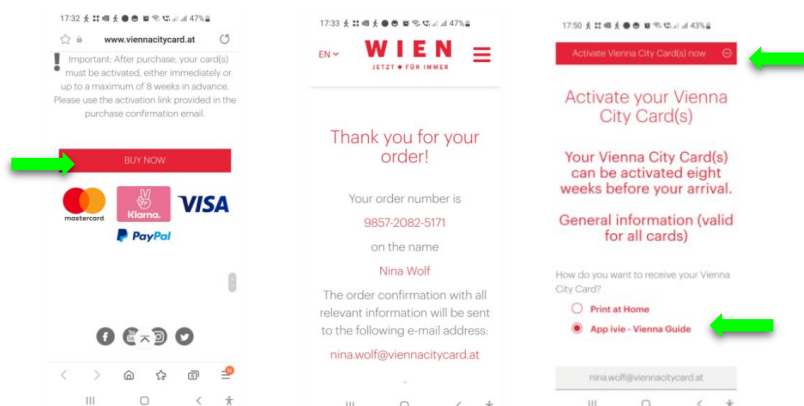 17:32
47%
www.viennacitycard.at
Important: After purchase, your card(s)
must be activated, either immediately or
up to a maximum of 8 weeks in advance.
Please use the activation link provided in the
purchase confirmation email.
BUY NOW
mastercard
Klarna.
VISA
PayPal
17:33
47%
EN
WIEN
JETZT ♦ FÜR IMMER
Thank you for your
order!
Your order number is
9857-2082-5171
on the name
Nina Wolf
The order confirmation with all
relevant information will be sent
to the following e-mail address:
nina.wolf@viennacitycard.at
17:50
43%
Activate Vienna City Card(s) now
Activate your Vienna
City Card(s)
Your Vienna City Card(s)
can be activated eight
weeks before your arrival.
General information (valid
for all cards)
How do you want to receive your Vienna
City Card?
Print at Home
App ivie - Vienna Guide
nina.wolf@viennacitycard.at